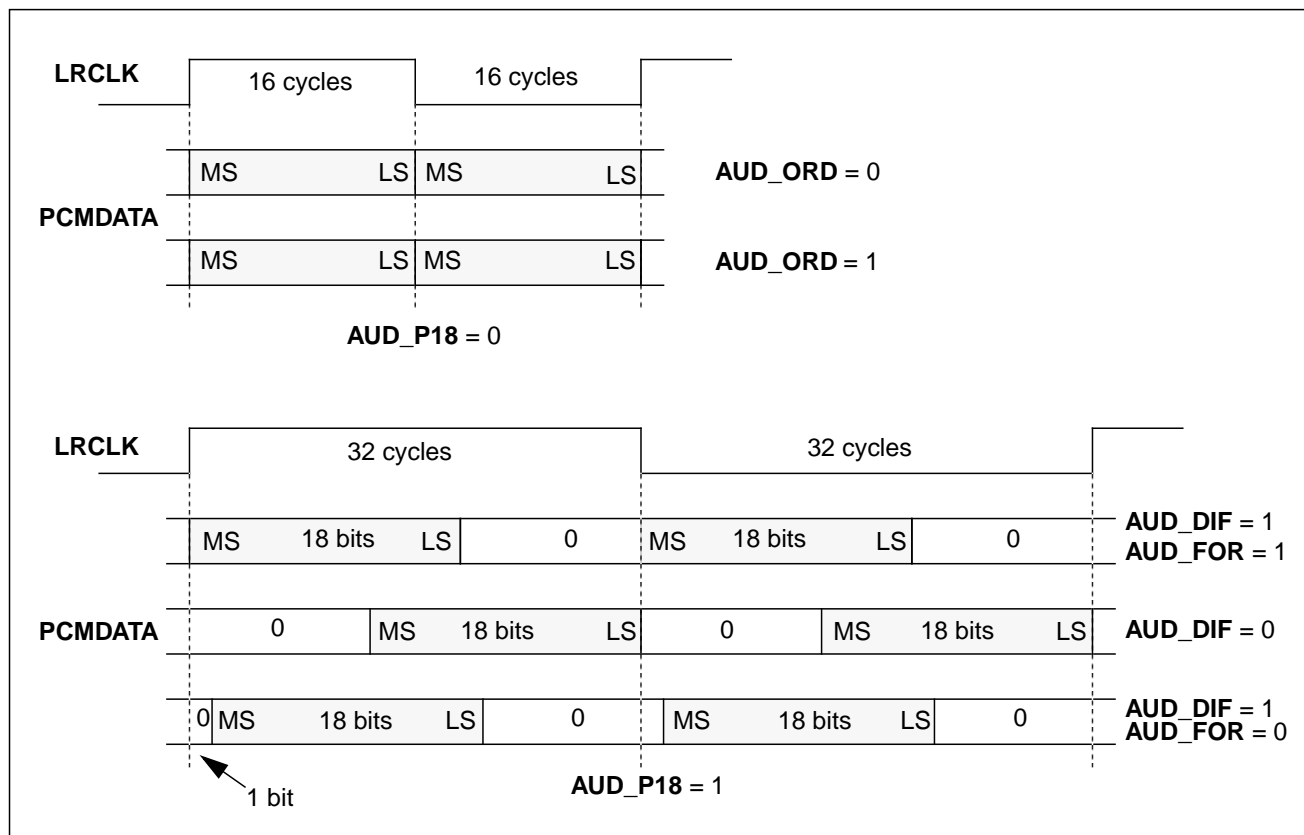 LRCLK 16 cycles 16 cycles
MS LS MS LS AUD_ORD = 0
PCMDATA
MS LS MS LS AUD_ORD = 1
AUD_P18 = 0
LRCLK 32 cycles 32 cycles
MS 18 bits LS 0 MS 18 bits LS 0 AUD_DIF = 1
AUD_FOR = 1
PCMDATA 0 MS 18 bits LS 0 MS 18 bits LS AUD_DIF = 0
0 MS 18 bits LS 0 MS 18 bits LS 0 AUD_DIF = 1
AUD_FOR = 0
1 bit AUD_P18 = 1